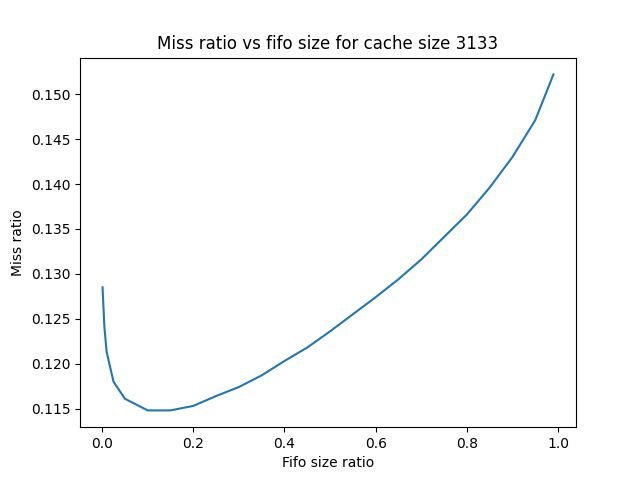 Miss ratio vs fifo size for cache size 3133
0.150
0.145
0.140
0.135
0.130
0.125
0.120
0.115
Miss ratio
0.0 0.2 0.4 0.6 0.8 1.0
Fifo size ratio